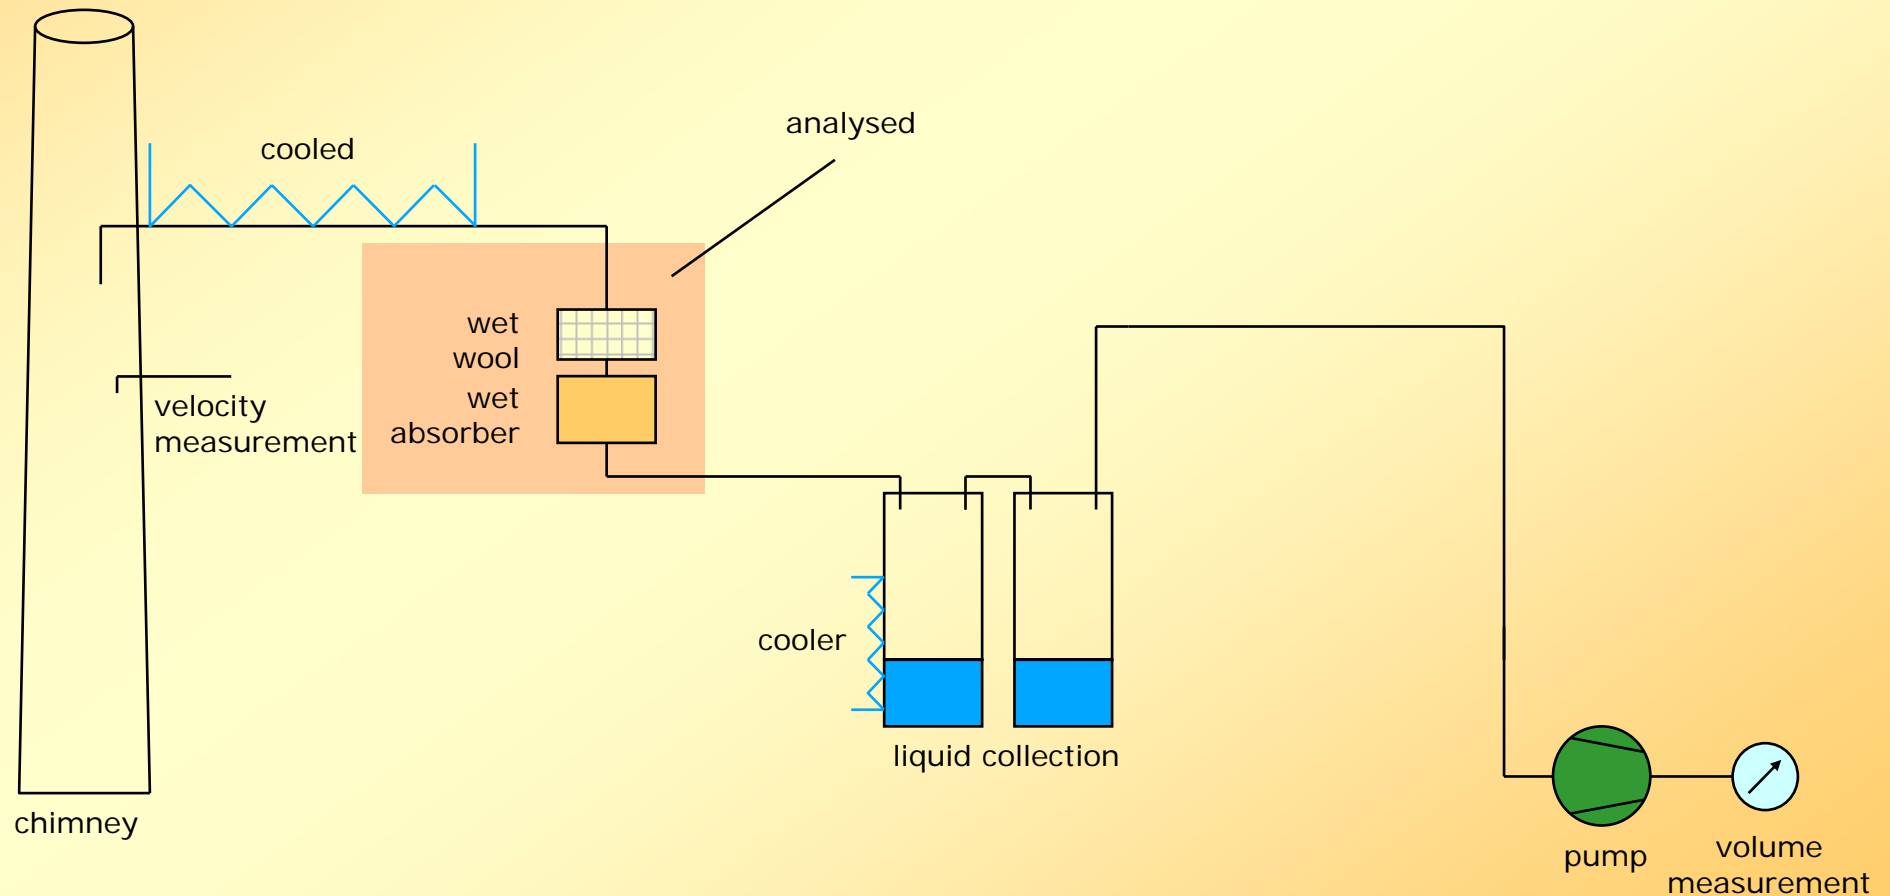 analysed
cooled
wet
wool
wet
absorber
velocity
measurement
cooler
liquid collection
chimney
pump
volume
measurement